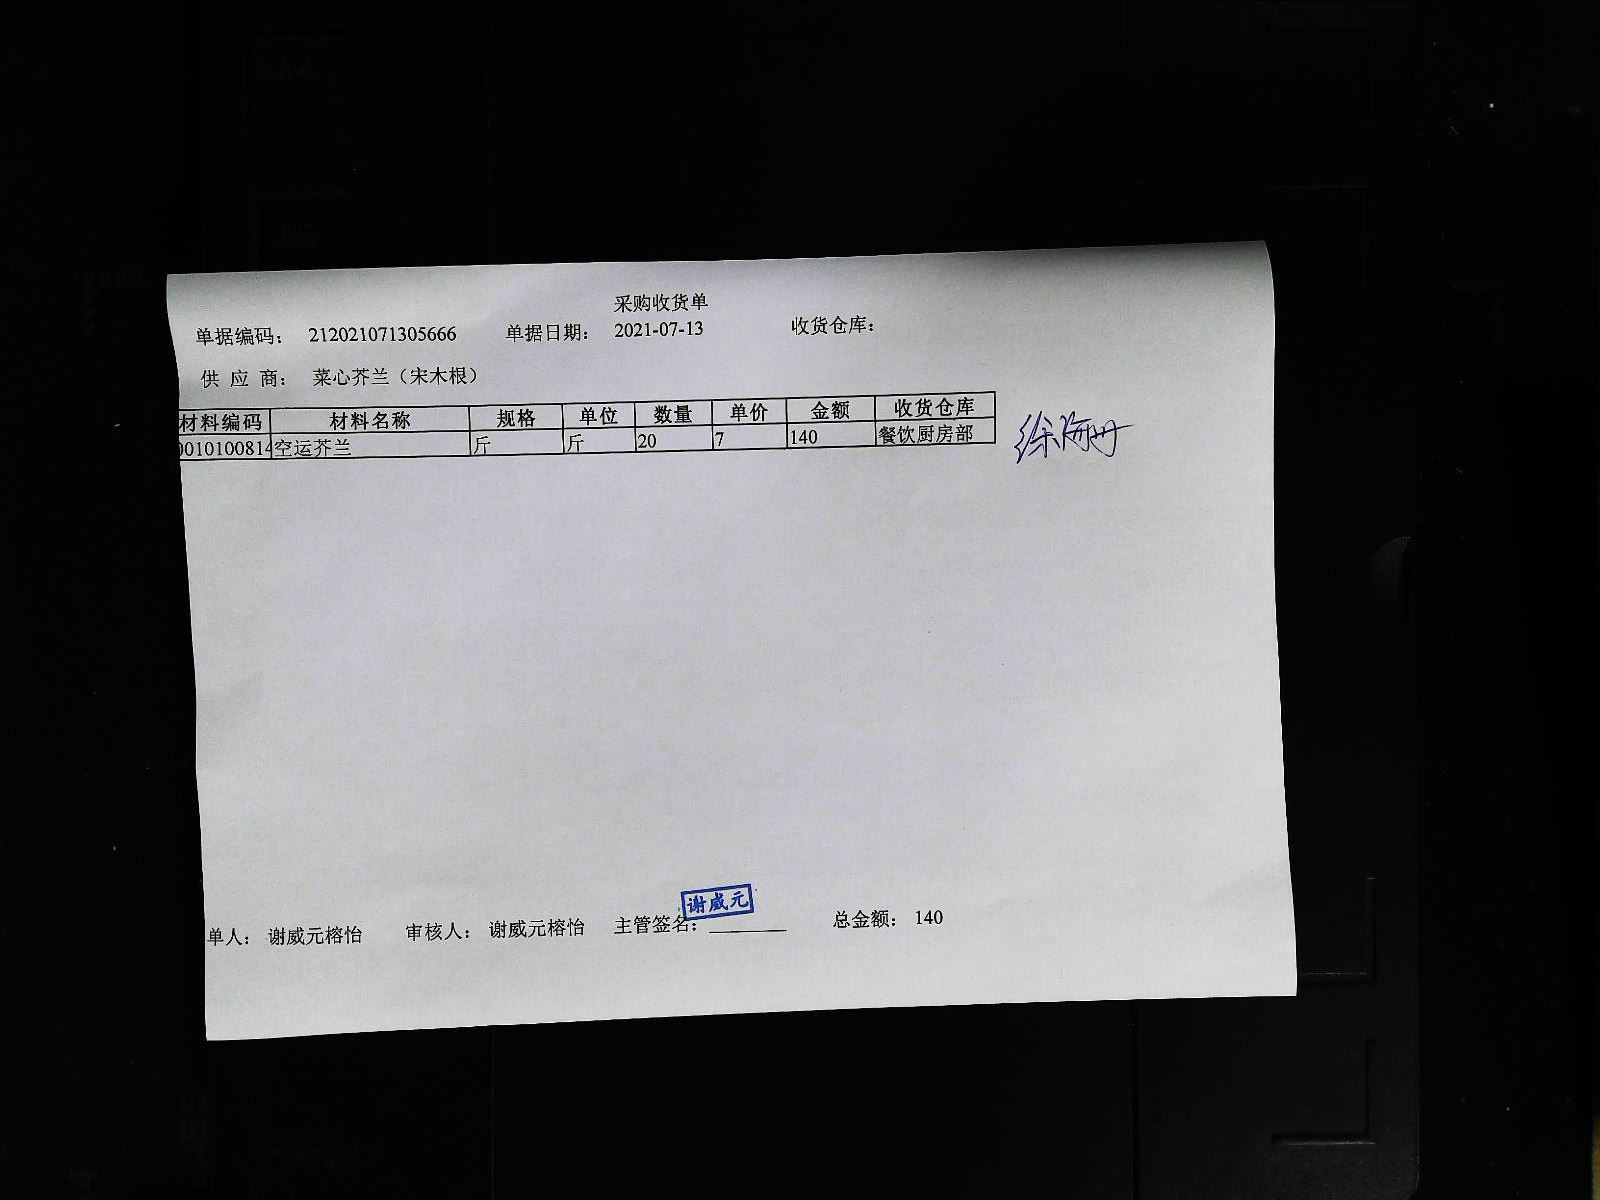 采购收货单
单据编码： 212021071305666 单据日期： 2021-07-13 收货仓库：
供 应 商： 菜心芥兰（宋木根）
材料编码 材料名称 规格 单位 数量 单价 金额 收货仓库
0010100814 空运芥兰 斤 斤 20 7 140 餐饮厨房部
谢威元
单人： 谢威元榕怡 审核人： 谢威元榕怡 主管签名：________ 总金额： 140